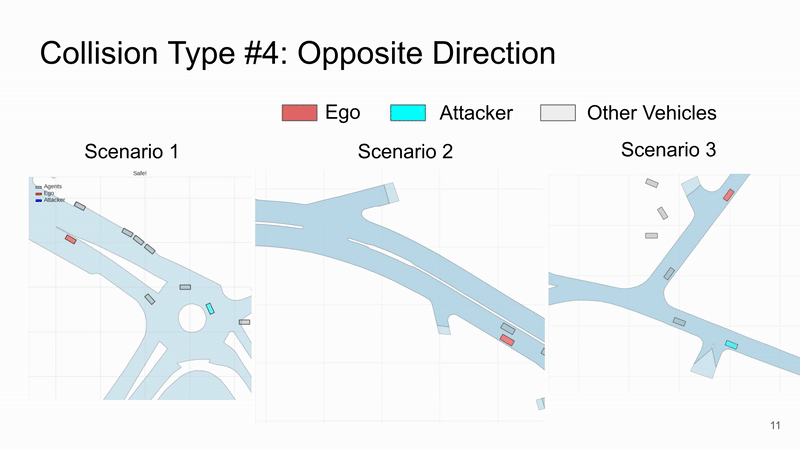 Collision Type #4: Opposite Direction
Ego
Attacker
Other Vehicles
Scenario 1
Scenario 2
Scenario 3
Safe!
Agents
Ego
Attacker
11